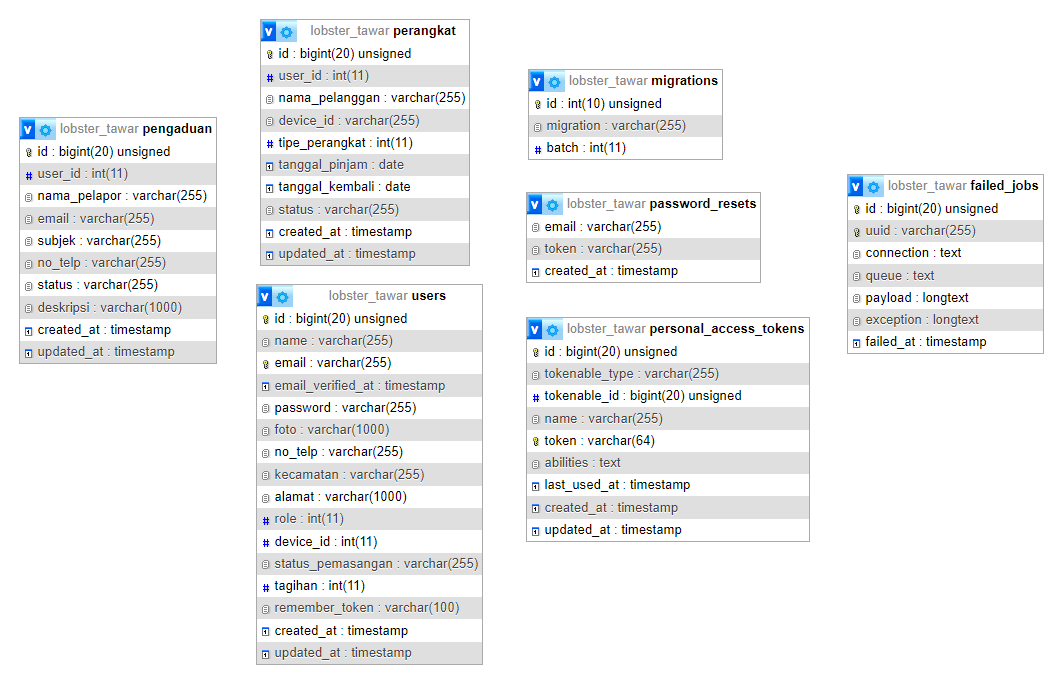 lobster_tawar pengaduan
id : bigint(20) unsigned
user_id : int(11)
nama_pelapor : varchar(255)
email : varchar(255)
subjek : varchar(255)
no_telp : varchar(255)
status : varchar(255)
deskripsi : varchar(1000)
created_at : timestamp
updated_at : timestamp
lobster_tawar perangkat
id : bigint(20) unsigned
user_id : int(11)
nama_pelanggan : varchar(255)
device_id : varchar(255)
tipe_perangkat : int(11)
tanggal_pinjam : date
tanggal_kembali : date
status : varchar(255)
created_at : timestamp
updated_at : timestamp
lobster_tawar users
id : bigint(20) unsigned
name : varchar(255)
email : varchar(255)
email_verified_at : timestamp
password : varchar(255)
foto : varchar(1000)
no_telp : varchar(255)
kecamatan : varchar(255)
alamat : varchar(1000)
role : int(11)
device_id : int(11)
status_pemasangan : varchar(255)
tagihan : int(11)
remember_token : varchar(100)
created_at : timestamp
updated_at : timestamp
lobster_tawar migrations
id : int(10) unsigned
migration : varchar(255)
batch : int(11)
lobster_tawar password_resets
email : varchar(255)
token : varchar(255)
created_at : timestamp
lobster_tawar personal_access_tokens
id : bigint(20) unsigned
tokenable_type : varchar(255)
tokenable_id : bigint(20) unsigned
name : varchar(255)
token : varchar(64)
abilities : text
last_used_at : timestamp
created_at : timestamp
updated_at : timestamp
lobster_tawar failed_jobs
id : bigint(20) unsigned
uuid : varchar(255)
connection : text
queue : text
payload : longtext
exception : longtext
failed_at : timestamp